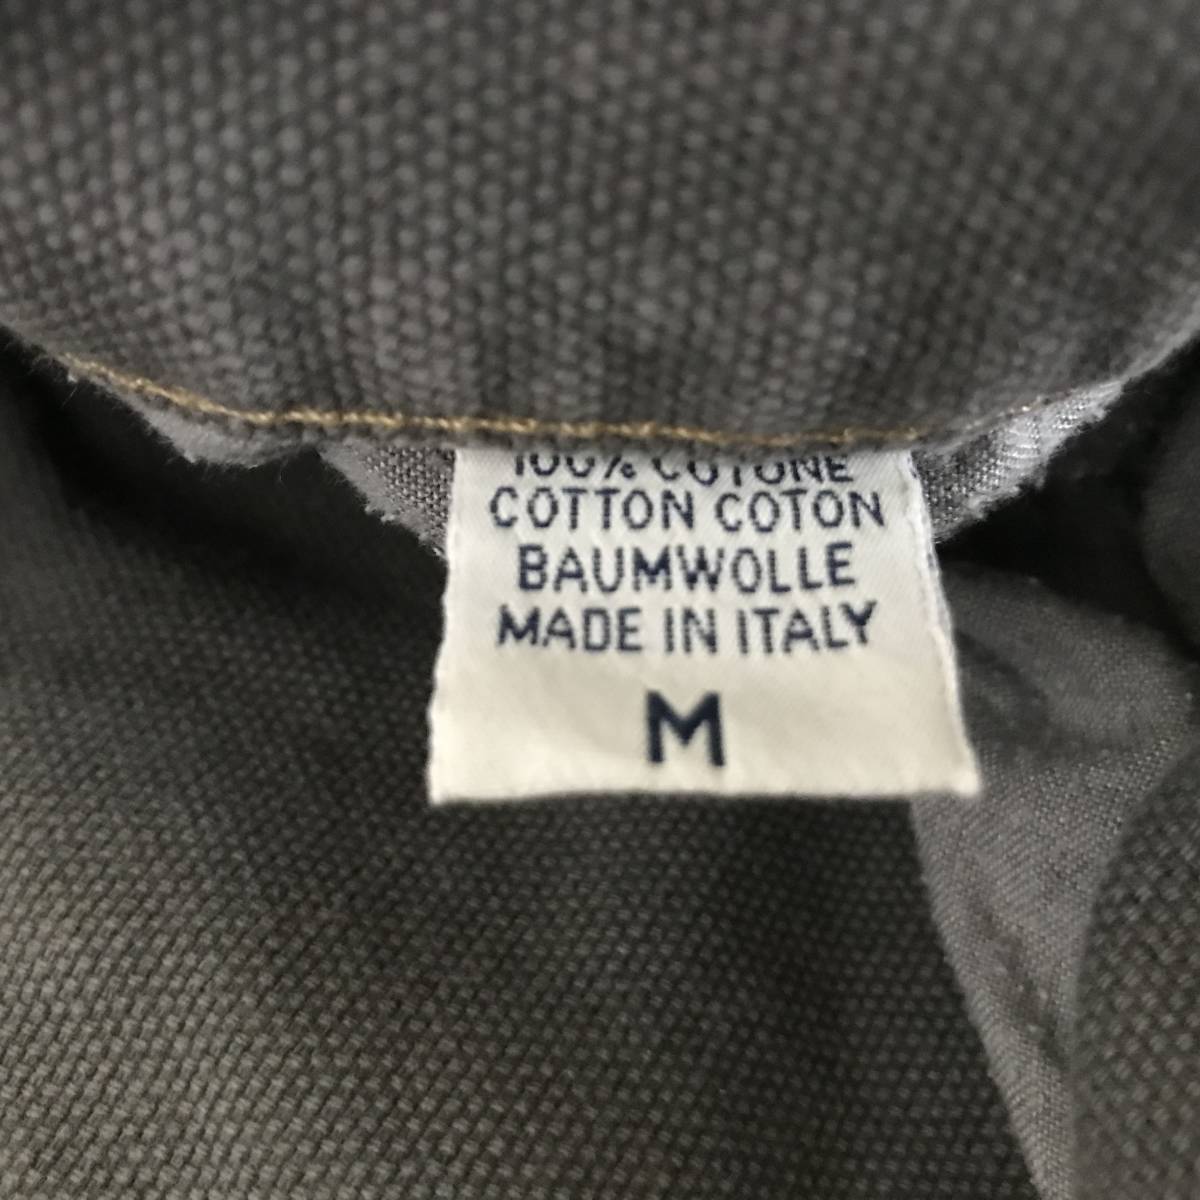 100% COTONE
COTTON COTON
BAUMWOLLE
MADE IN ITALY
M